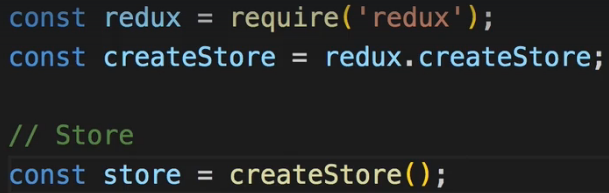 const redux = require('redux');
const createStore = redux.createStore;
// Store
const store = createStore();